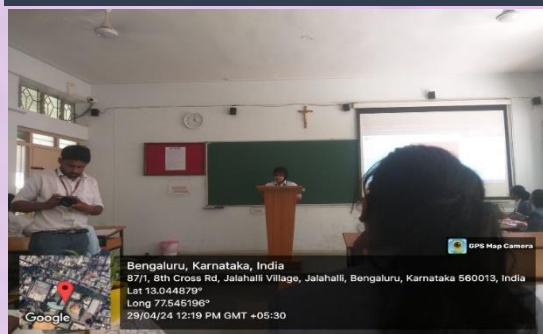 GPS Map Camera
Bengaluru, Karnataka, India
87/1, 8th Cross Rd, Jalahalli Village, Jalahalli, Bengaluru, Karnataka 560013, India
Lat 13.044879°
Long 77.545196°
29/04/24 12:19 PM GMT +05:30
Google